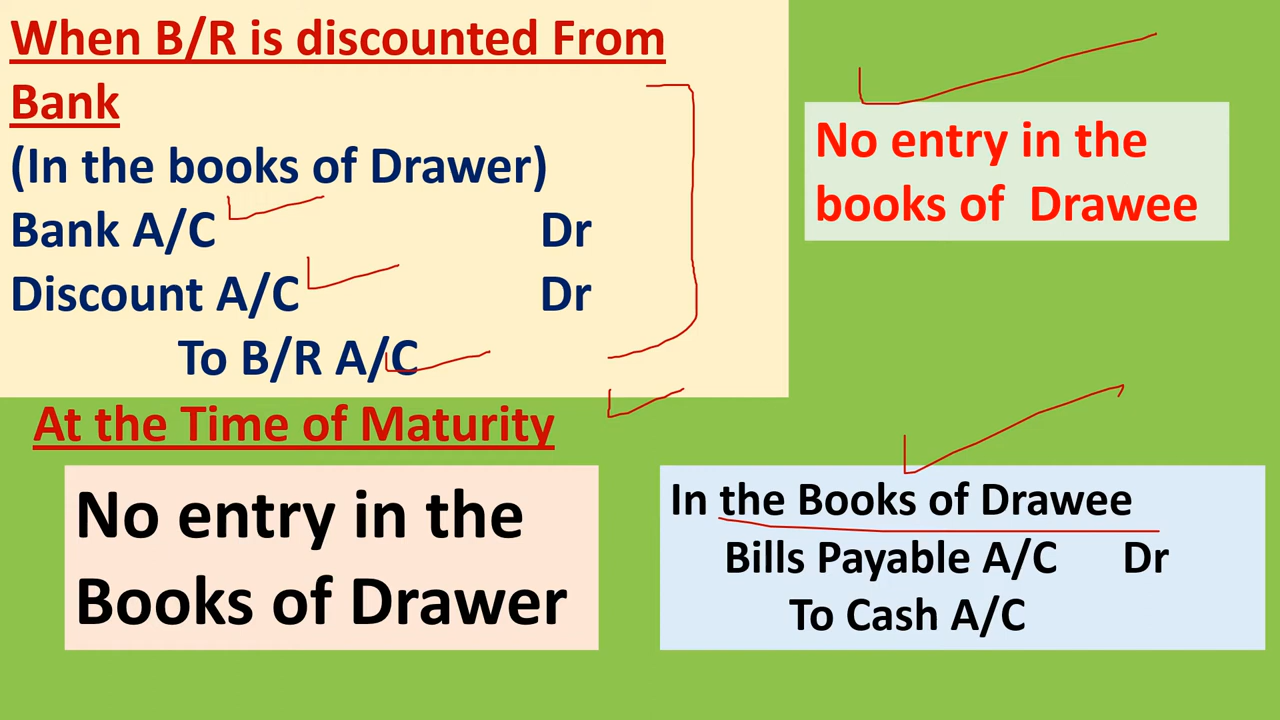 When B/R is discounted From
Bank
(In the books of Drawer)
Bank A/C Dr
Discount A/C Dr
To B/R A/C
No entry in the
books of Drawee
At the Time of Maturity
No entry in the
Books of Drawer
In the Books of Drawee
Bills Payable A/C Dr
To Cash A/C